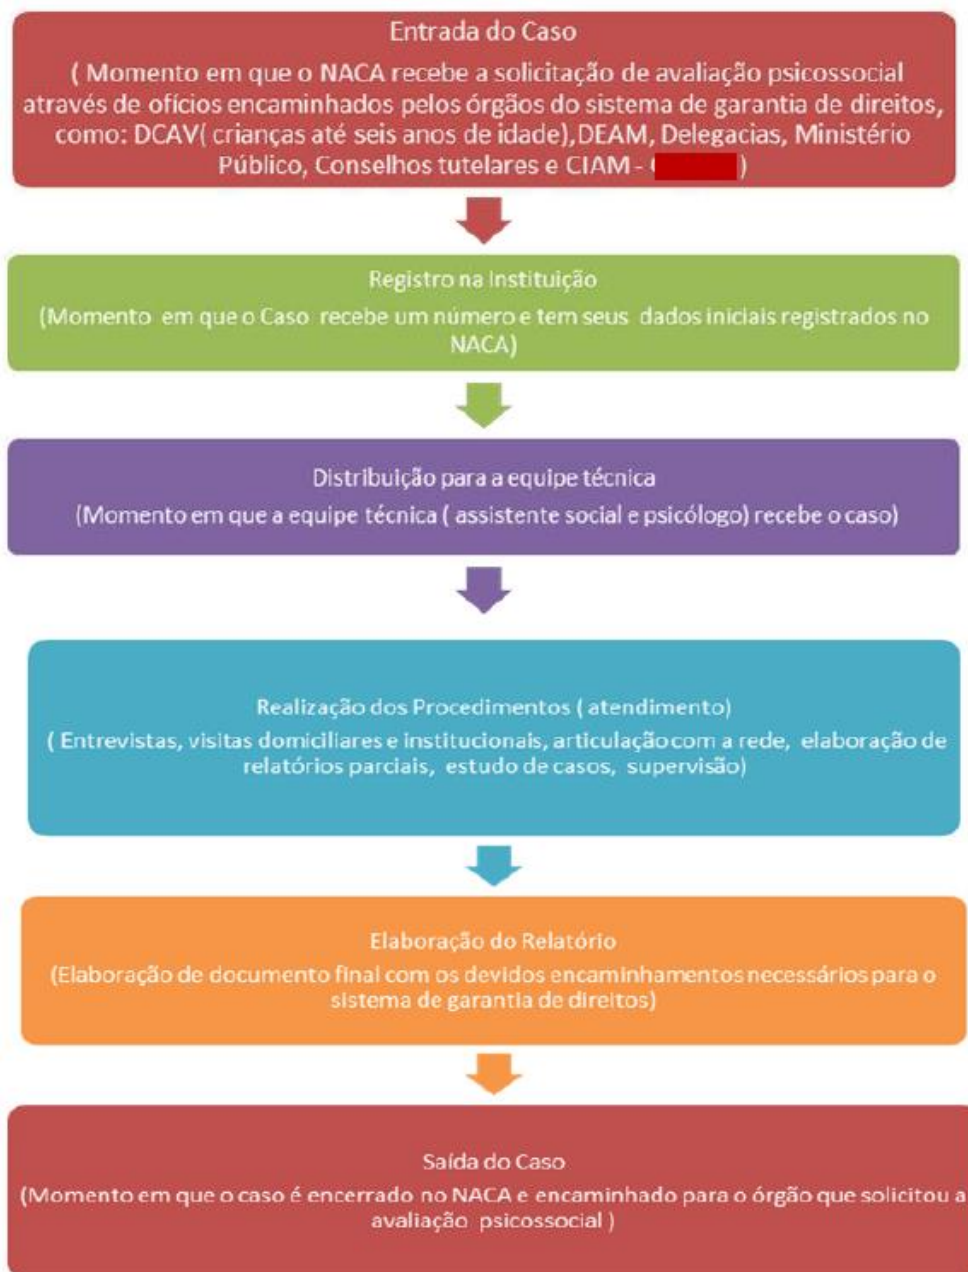 Entrada do Caso
( Momento em que o NACA recebe a solicitação de avaliação psicossocial
através de ofícios encaminhados pelos órgãos do sistema de garantia de direitos,
como: DCAV( crianças até seis anos de idade),DEAM, Delegacias, Ministério
Público, Conselhos tutelares e CIAM - ( )
Registro na Instituição
(Momento em que o Caso recebe um número e tem seus dados iniciais registrados no
NACA)
Distribuição para a equipe técnica
(Momento em que a equipe técnica ( assistente social e psicólogo) recebe o caso)
Realização dos Procedimentos ( atendimento)
( Entrevistas, visitas domiciliares e institucionais, articulação com a rede, elaboração de
relatórios parciais, estudo de casos, supervisão)
Elaboração do Relatório
(Elaboração de documento final com os devidos encaminhamentos necessários para o
sistema de garantia de direitos)
Saída do Caso
(Momento em que o caso é encerrado no NACA e encaminhado para o órgão que solicitou a
avaliação psicossocial )